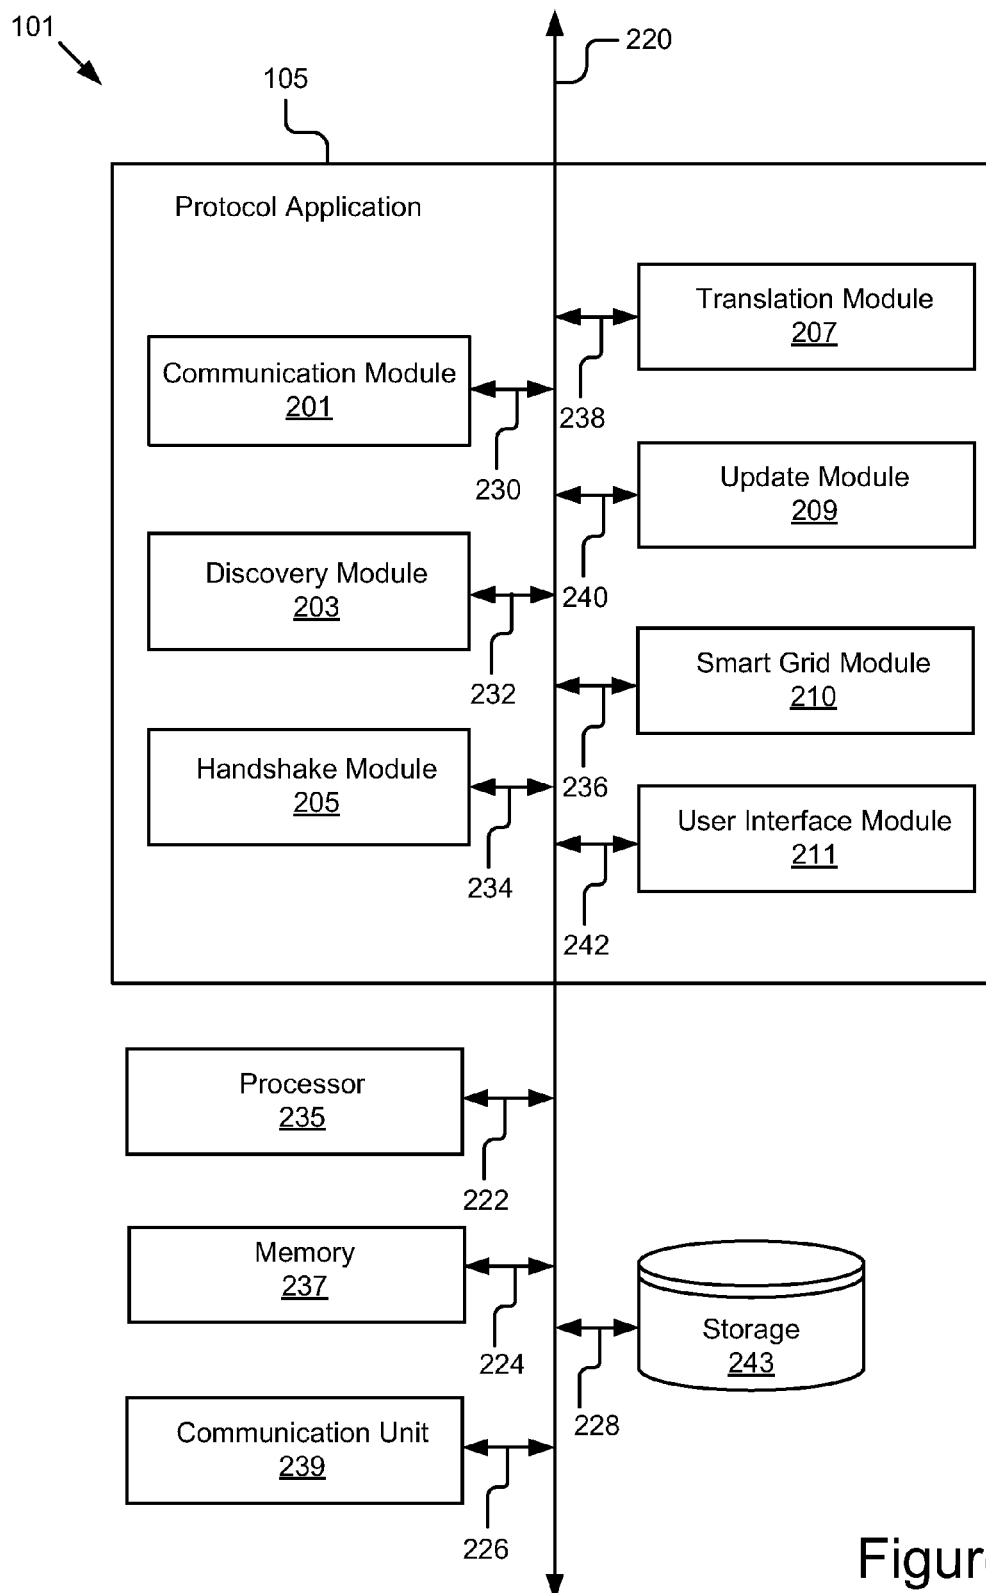 101
220
105
Protocol Application
Translation Module
207
Communication Module
201
238
230
Update Module
209
Discovery Module
203
240
232
Smart Grid Module
210
Handshake Module
205
236
User Interface Module
211
234
242
Processor
235
222
Memory
237
Storage
243
224
228
Communication Unit
239
226